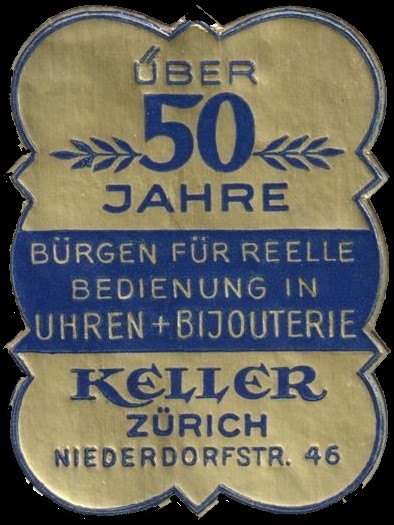 ÜBER
50
JAHRE
BÜRGEN FÜR REELLE
BEDIENUNG IN
UHREN + BIJOUTERIE
KELLER
ZÜRICH
NIEDERDORFSTR. 46